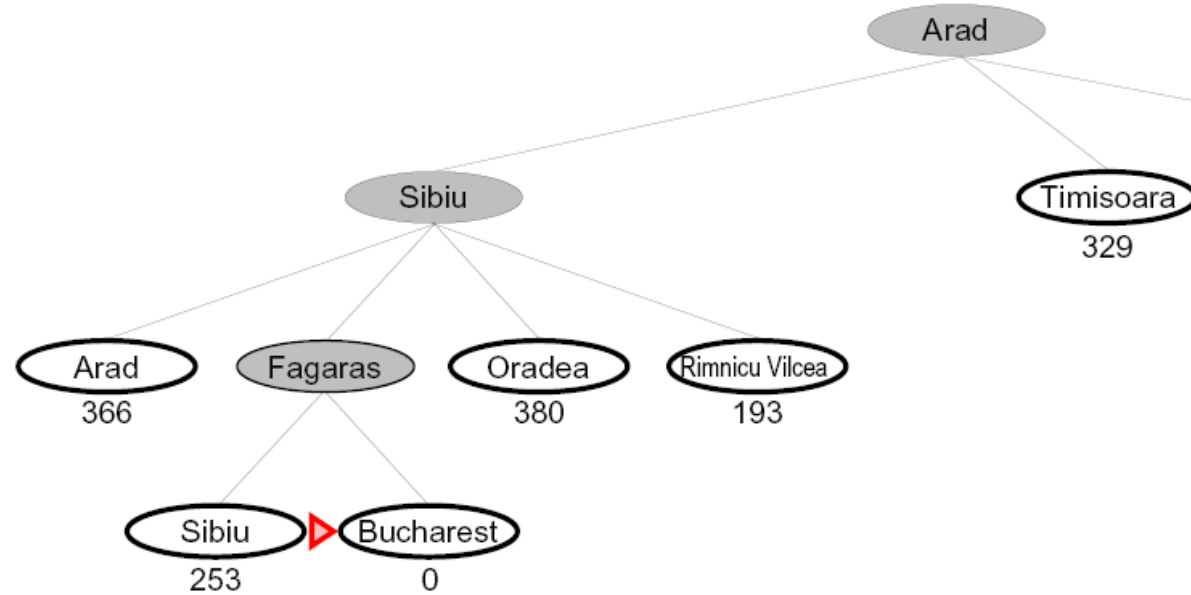 Arad
Sibiu
Timisoara
329
Arad
Fagaras
Oradea
Rimnicu Vilcea
366
380
193
Sibiu
Bucharest
253
0